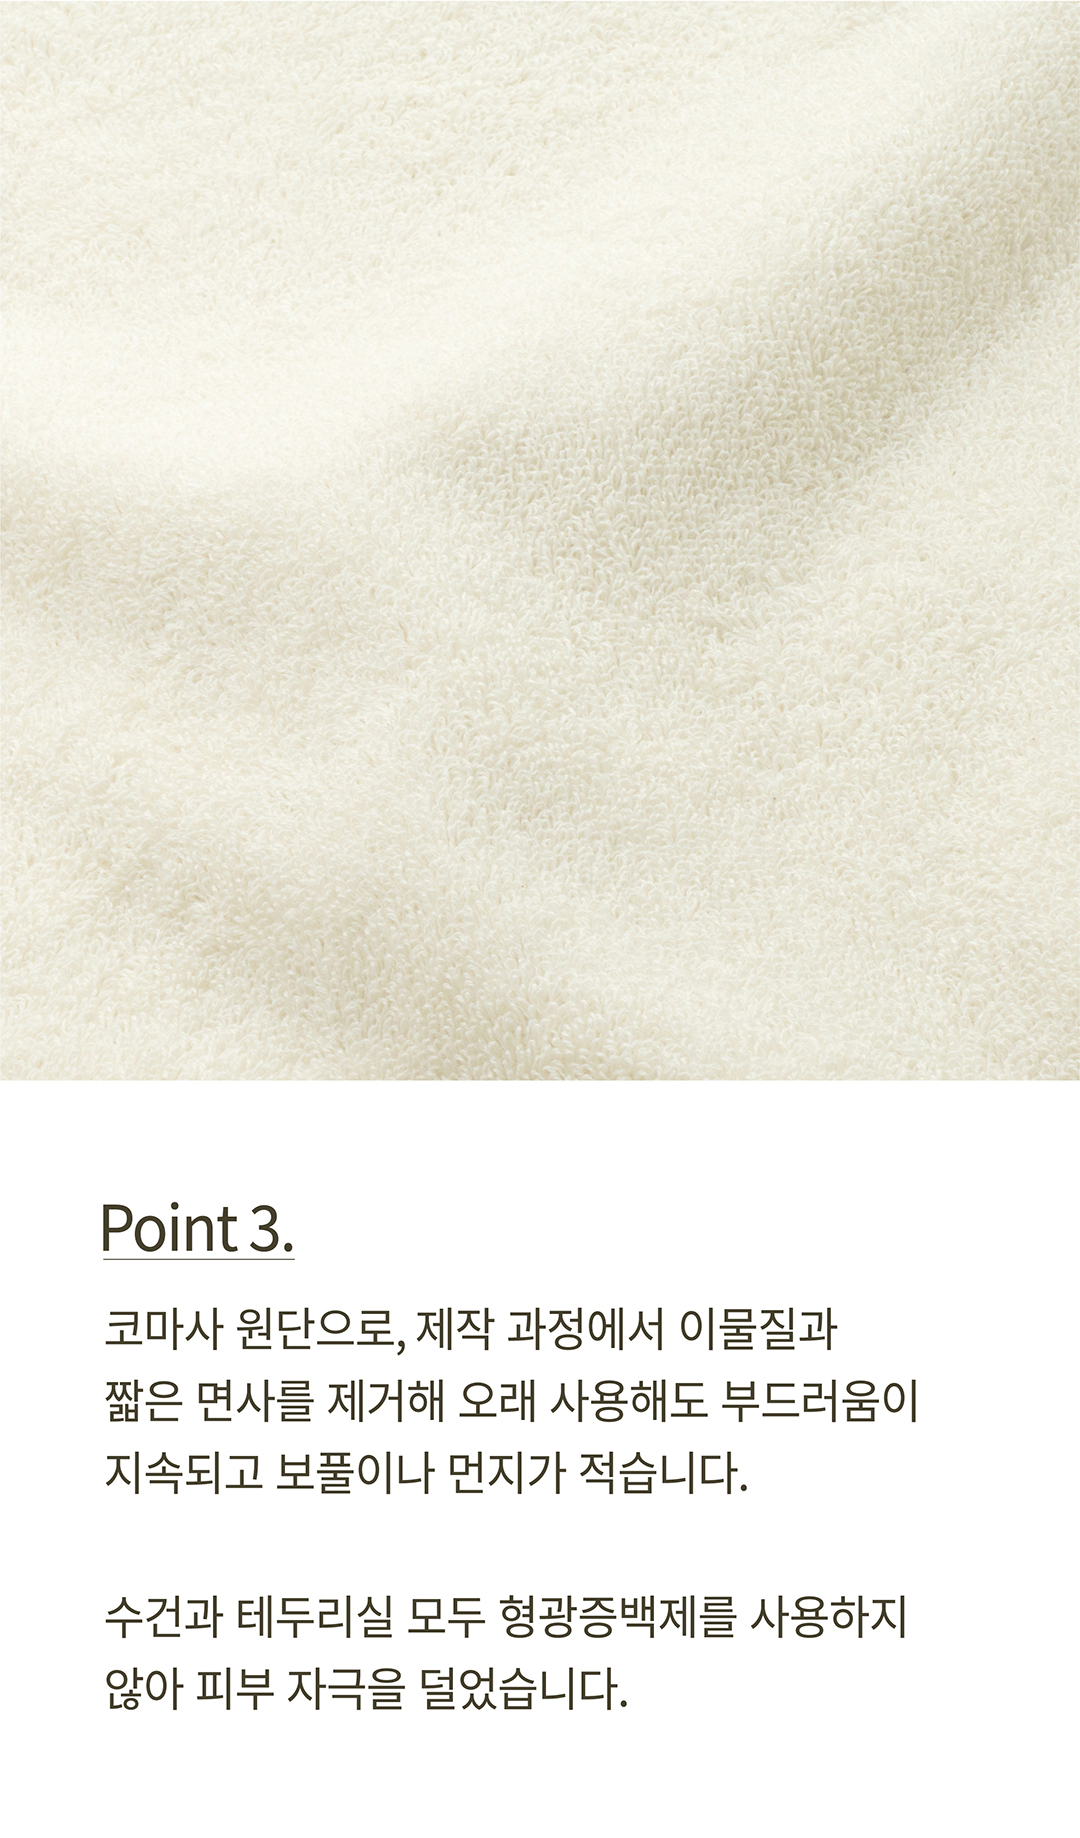 Point 3.
코마사 원단으로, 제작 과정에서 이물질과
짧은 면사를 제거해 오래 사용해도 부드러움이
지속되고 보풀이나 먼지가 적습니다.
수건과 테두리실 모두 형광증백제를 사용하지
않아 피부 자극을 덜었습니다.